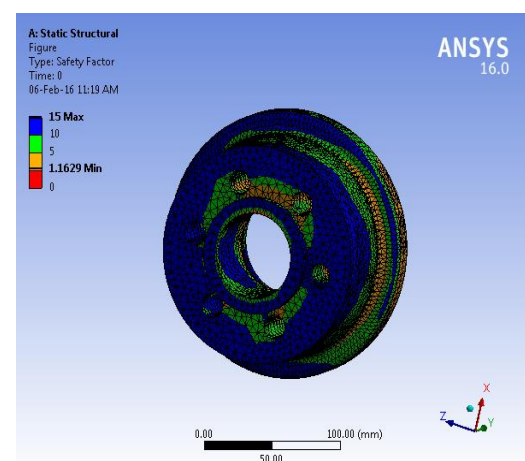 A: Static Structural
Figure
Type: Safety Factor
Time: 0
06-Feb-16 11:19 AM
15 Max
10
5
1.1629 Min
0
ANSYS
16.0
0.00
100.00 (mm)
50.00
X
Z
Y